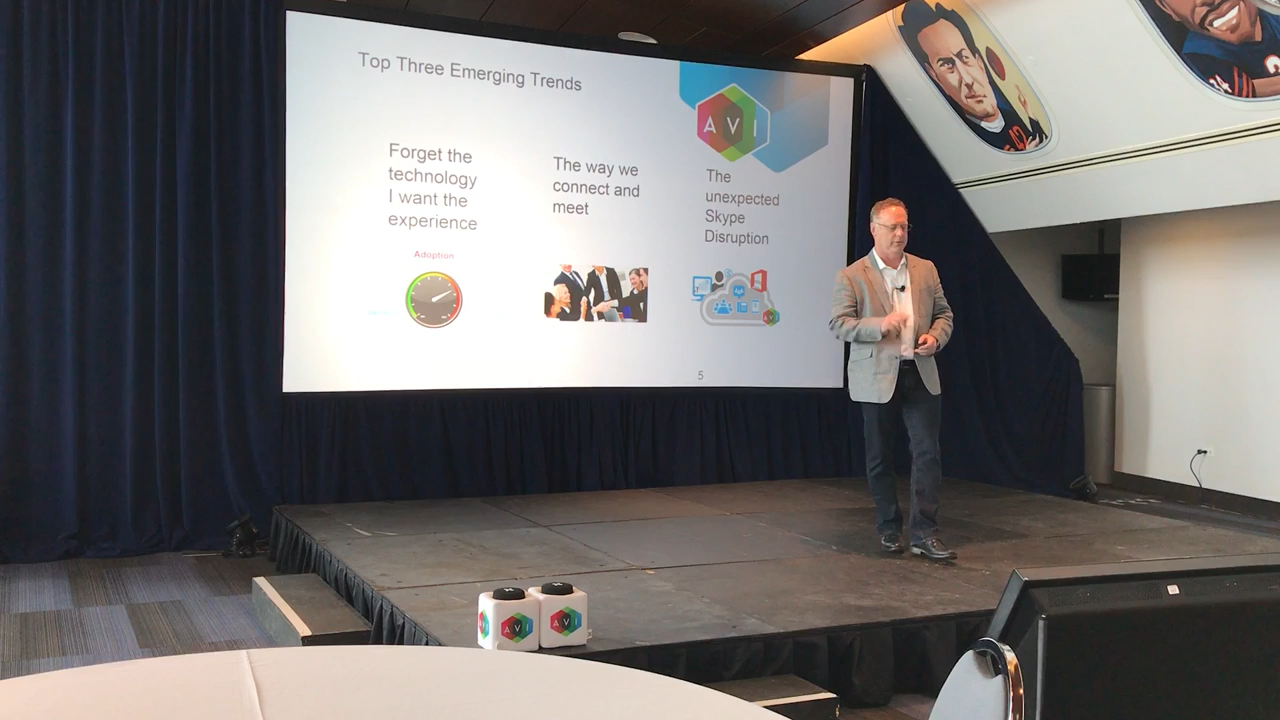 Top Three Emerging Trends
AVI
Forget the
technology
I want the
experience
The way we
connect and
meet
The
unexpected
Skype
Disruption
Adoption
5
AVI
AVI